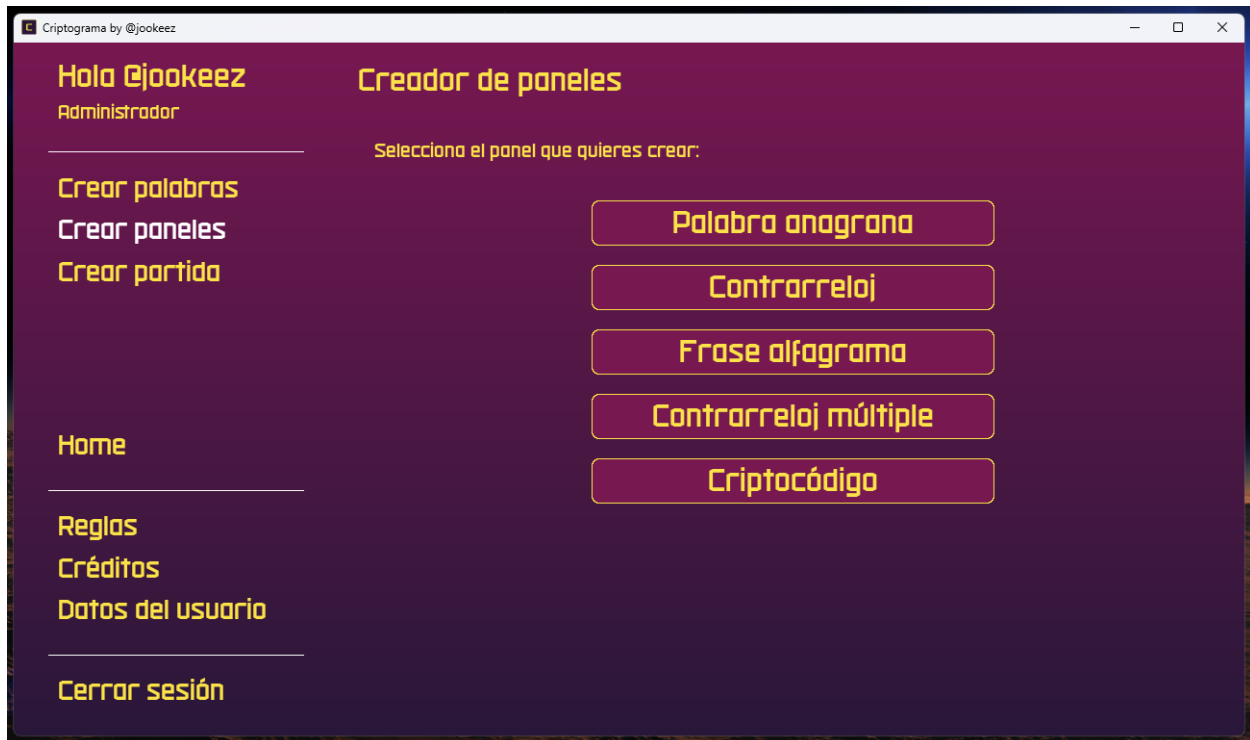 Criptograma by @jookeez
Hola @jookeez
Administrador
Crear palabras
Crear paneles
Crear partida
Home
Reglas
Créditos
Datos del usuario
Cerrar sesión
Creador de paneles
Selecciona el panel que quieres crear:
Palabra anagrana
Contrarreloj
Frase alfagrama
Contrarreloj múltiple
Criptocódigo